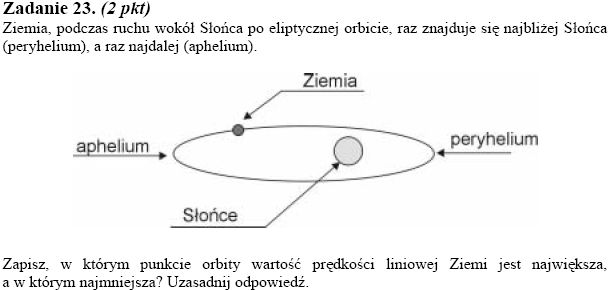 Zadanie 23. (2 pkt)
Ziemia, podczas ruchu wokół Słońca po eliptycznej orbicie, raz znajduje się najbliżej Słońca
(peryhelium), a raz najdalej (aphelium).
Ziemia
aphelium
peryhelium
Słońce
Zapisz, w którym punkcie orbity wartość prędkości liniowej Ziemi jest największa,
a w którym najmniejsza? Uzasadnij odpowiedź.